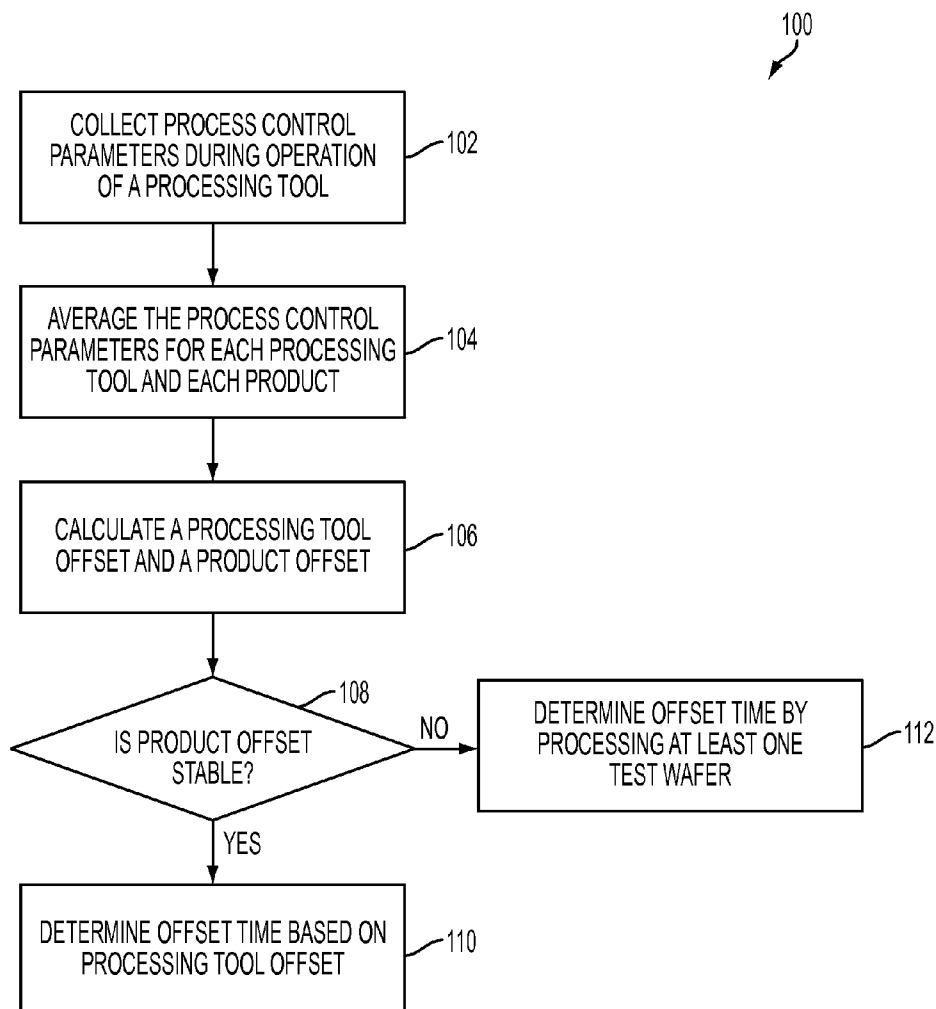 100
COLLECT PROCESS CONTROL
PARAMETERS DURING OPERATION
OF A PROCESSING TOOL
102
AVERAGE THE PROCESS CONTROL
PARAMETERS FOR EACH PROCESSING
TOOL AND EACH PRODUCT
104
CALCULATE A PROCESSING TOOL
OFFSET AND A PRODUCT OFFSET
106
108
IS PRODUCT OFFSET
STABLE?
NO
DETERMINE OFFSET TIME BY
PROCESSING AT LEAST ONE
TEST WAFER
112
YES
DETERMINE OFFSET TIME BASED ON
PROCESSING TOOL OFFSET
110